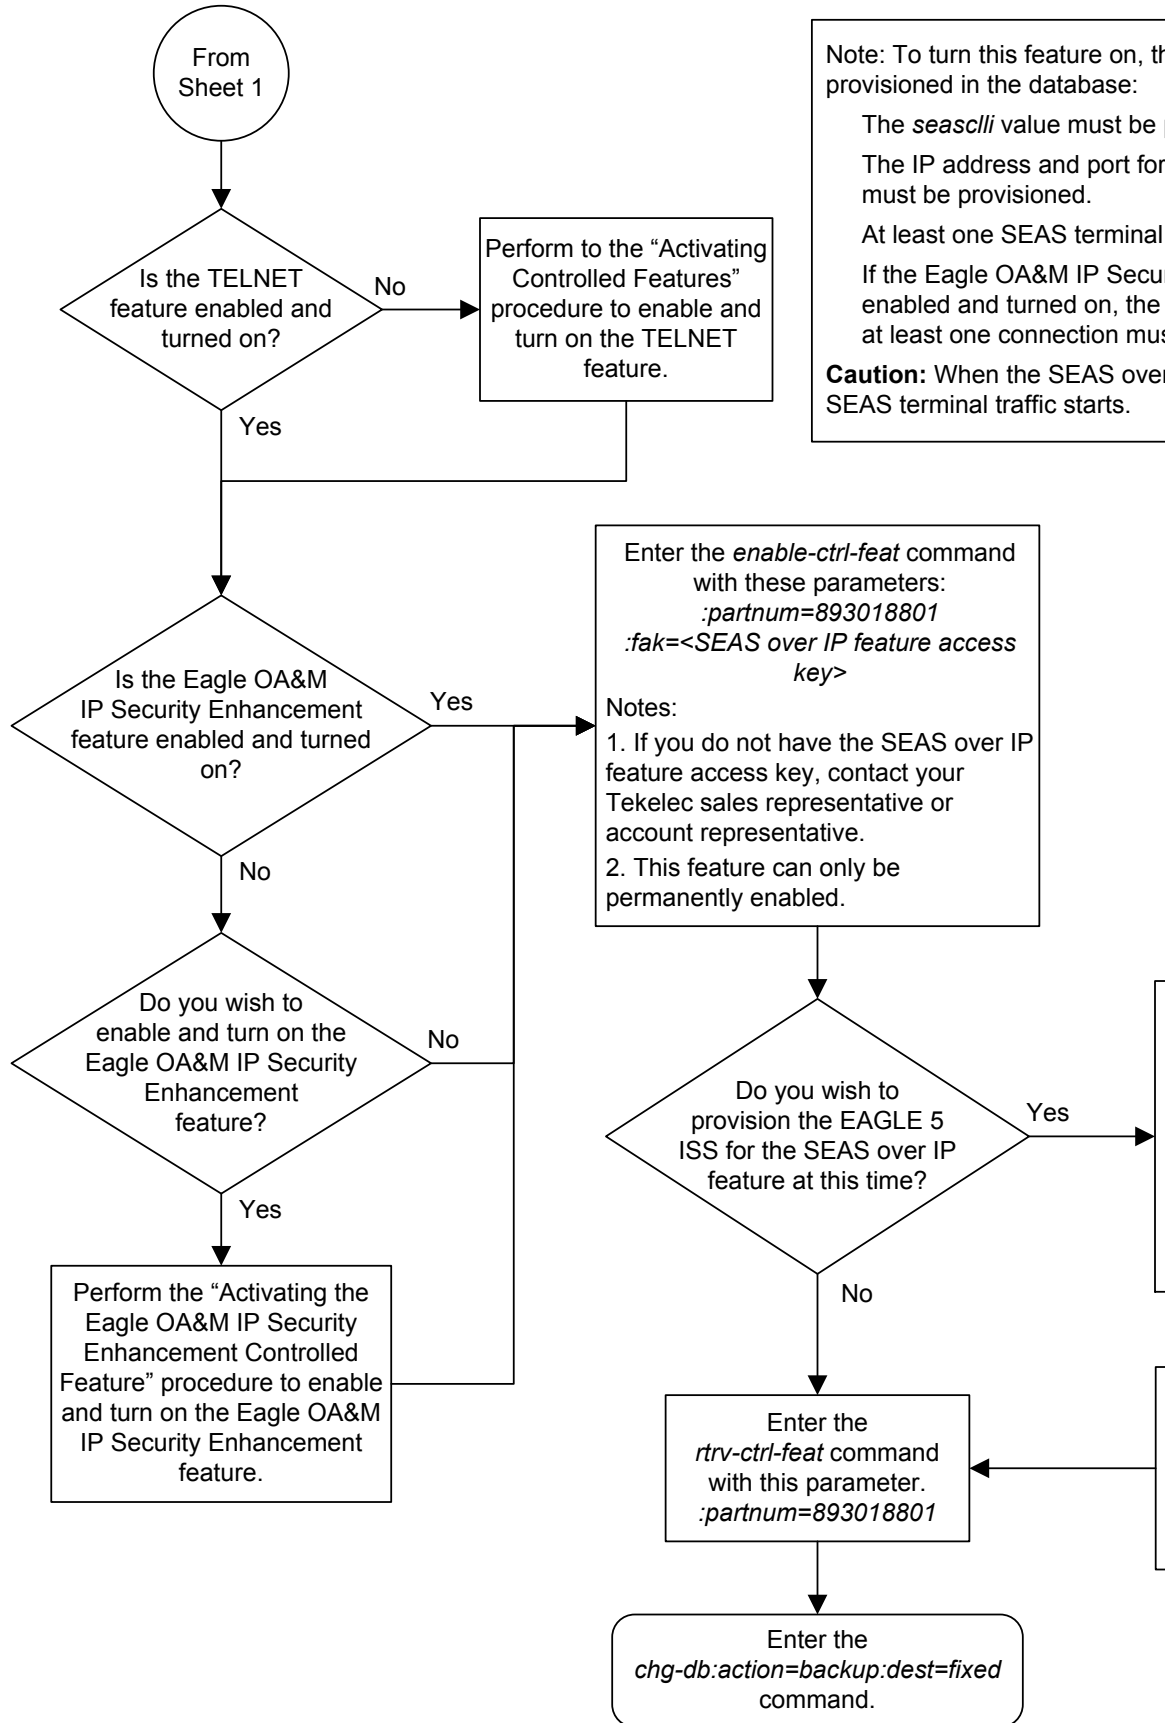 From
Sheet 1
Note: To turn this feature on,
provisioned in the database:
The seasclli value must be
The IP address and port for
must be provisioned.
At least one SEAS terminal
If the Eagle OA&M IP
enabled and turned on, the
at least one connection
Caution: When the SEAS over
SEAS terminal traffic starts.
Is the TELNET
feature enabled and
turned on?
No
Yes
Perform to the “Activating
Controlled Features”
procedure to enable and
turn on the TELNET
feature.
Is the Eagle OA&M
IP Security Enhancement
feature enabled and turned
on?
Yes
No
Do you wish to
enable and turn on the
Eagle OA&M IP Security
Enhancement
feature?
No
Yes
Perform the “Activating the
Eagle OA&M IP Security
Enhancement Controlled
Feature” procedure to enable
and turn on the Eagle OA&M
IP Security Enhancement
feature.
Enter the enable-ctrl-feat command
with these parameters:
:partnum=893018801
:fak=<SEAS over IP feature access
key>
Notes:
1. If you do not have the SEAS over IP
feature access key, contact your
Tekelec sales representative or
account representative.
2. This feature can only be
permanently enabled.
Do you wish to
provision the EAGLE 5
ISS for the SEAS over IP
feature at this time?
Yes
No
Enter the
rtrv-ctrl-feat command
with this parameter.
:partnum=893018801
Enter the
chg-db:action=backup:dest=fixed
command.